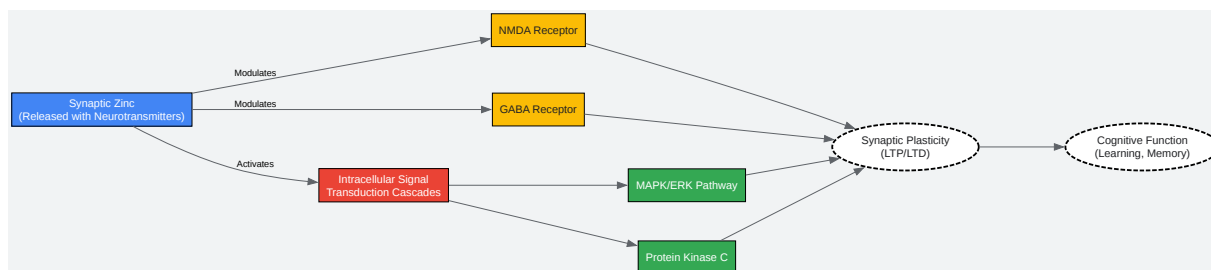 NMDA Receptor
Modulates
Synaptic Zinc
(Released with Neurotransmitters)
Modulates
GABA Receptor
Synaptic Plasticity
(LTP/LTD)
Cognitive Function
(Learning, Memory)
Activates
Intracellular Signal
Transduction Cascades
MAPK/ERK Pathway
Protein Kinase C